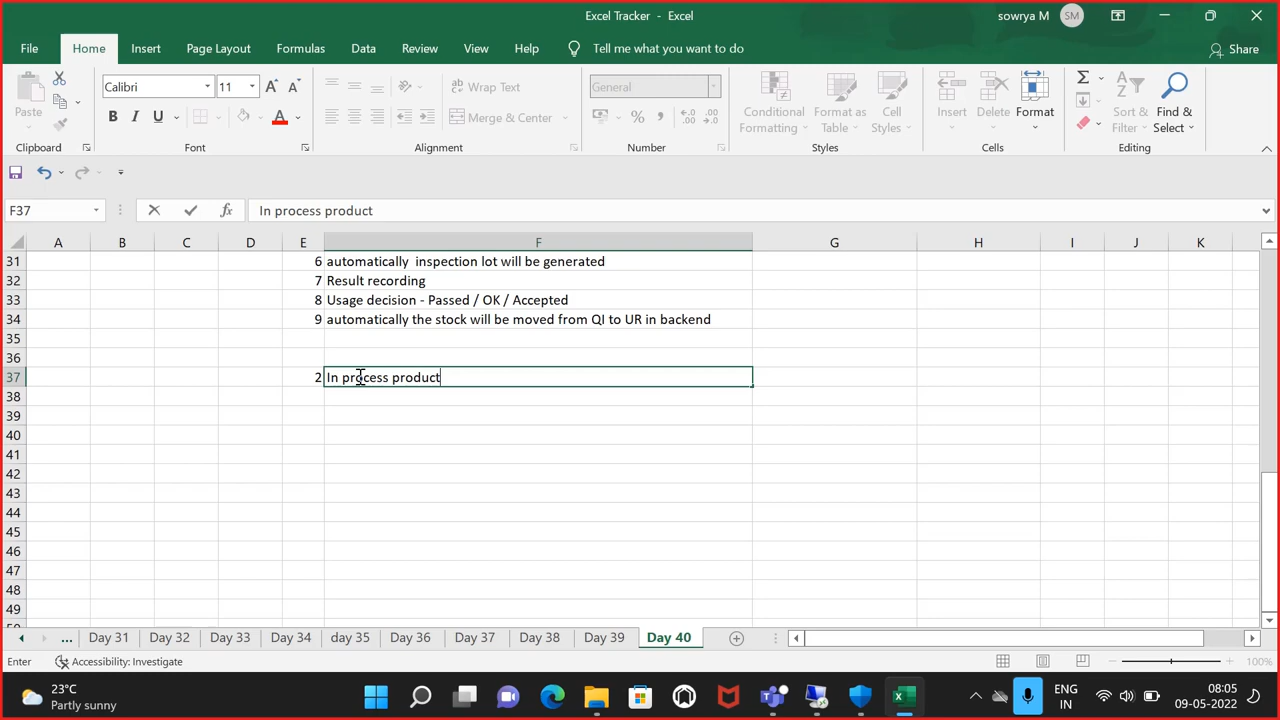 Excel Tracker - Excel
sowrya M
SM
File
Home
Insert
Page Layout
Formulas
Data
Review
View
Help
Tell me what you want to do
Share
Paste
Calibri
11
B I U
A
Wrap Text
Merge & Center
General
Conditional Formatting
Format as Table
Cell Styles
Insert
Delete
Format
Sort & Filter
Find & Select
Clipboard
Font
Alignment
Number
Styles
Cells
Editing
F37
fx
In process product
A B C D E F G H I J K
31 6 automatically  inspection lot will be generated
32 7 Result recording
33 8 Usage decision - Passed / OK / Accepted
34 9 automatically the stock will be moved from QI to UR in backend
35
36
37 2 In process product
38
39
40
41
42
43
44
45
46
47
48
49
... Day 31 Day 32 Day 33 Day 34 day 35 Day 36 Day 37 Day 38 Day 39 Day 40
Enter
Accessibility: Investigate
100%
23°C
Partly sunny
ENG
IN
08:05
09-05-2022